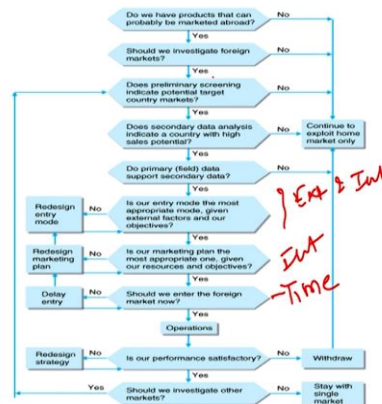 Do we have products that can
probably be marketed abroad?
No
Yes
Should we investigate foreign
markets?
No
Yes
Does preliminary screening
indicate potential target
country markets?
No
Yes
Does secondary data analysis
indicate a country with high
sales potential?
No
Continue to
exploit home
market only
Yes
Do primary (field) data
support secondary data?
No
Yes
Redesign
entry
mode
No
Is our entry mode the most
appropriate mode, given
external factors and our
objectives?
Ext & Int
Yes
Redesign
marketing
plan
No
Is our marketing plan the
most appropriate one, given
our resources and objectives?
Int
Yes
Delay
entry
No
Should we enter the foreign
market now?
-Time
Yes
Operations
Redesign
strategy
No
Is our performance satisfactory?
No
Withdraw
Yes
Yes
Should we investigate other
markets?
No
Stay with
single
market